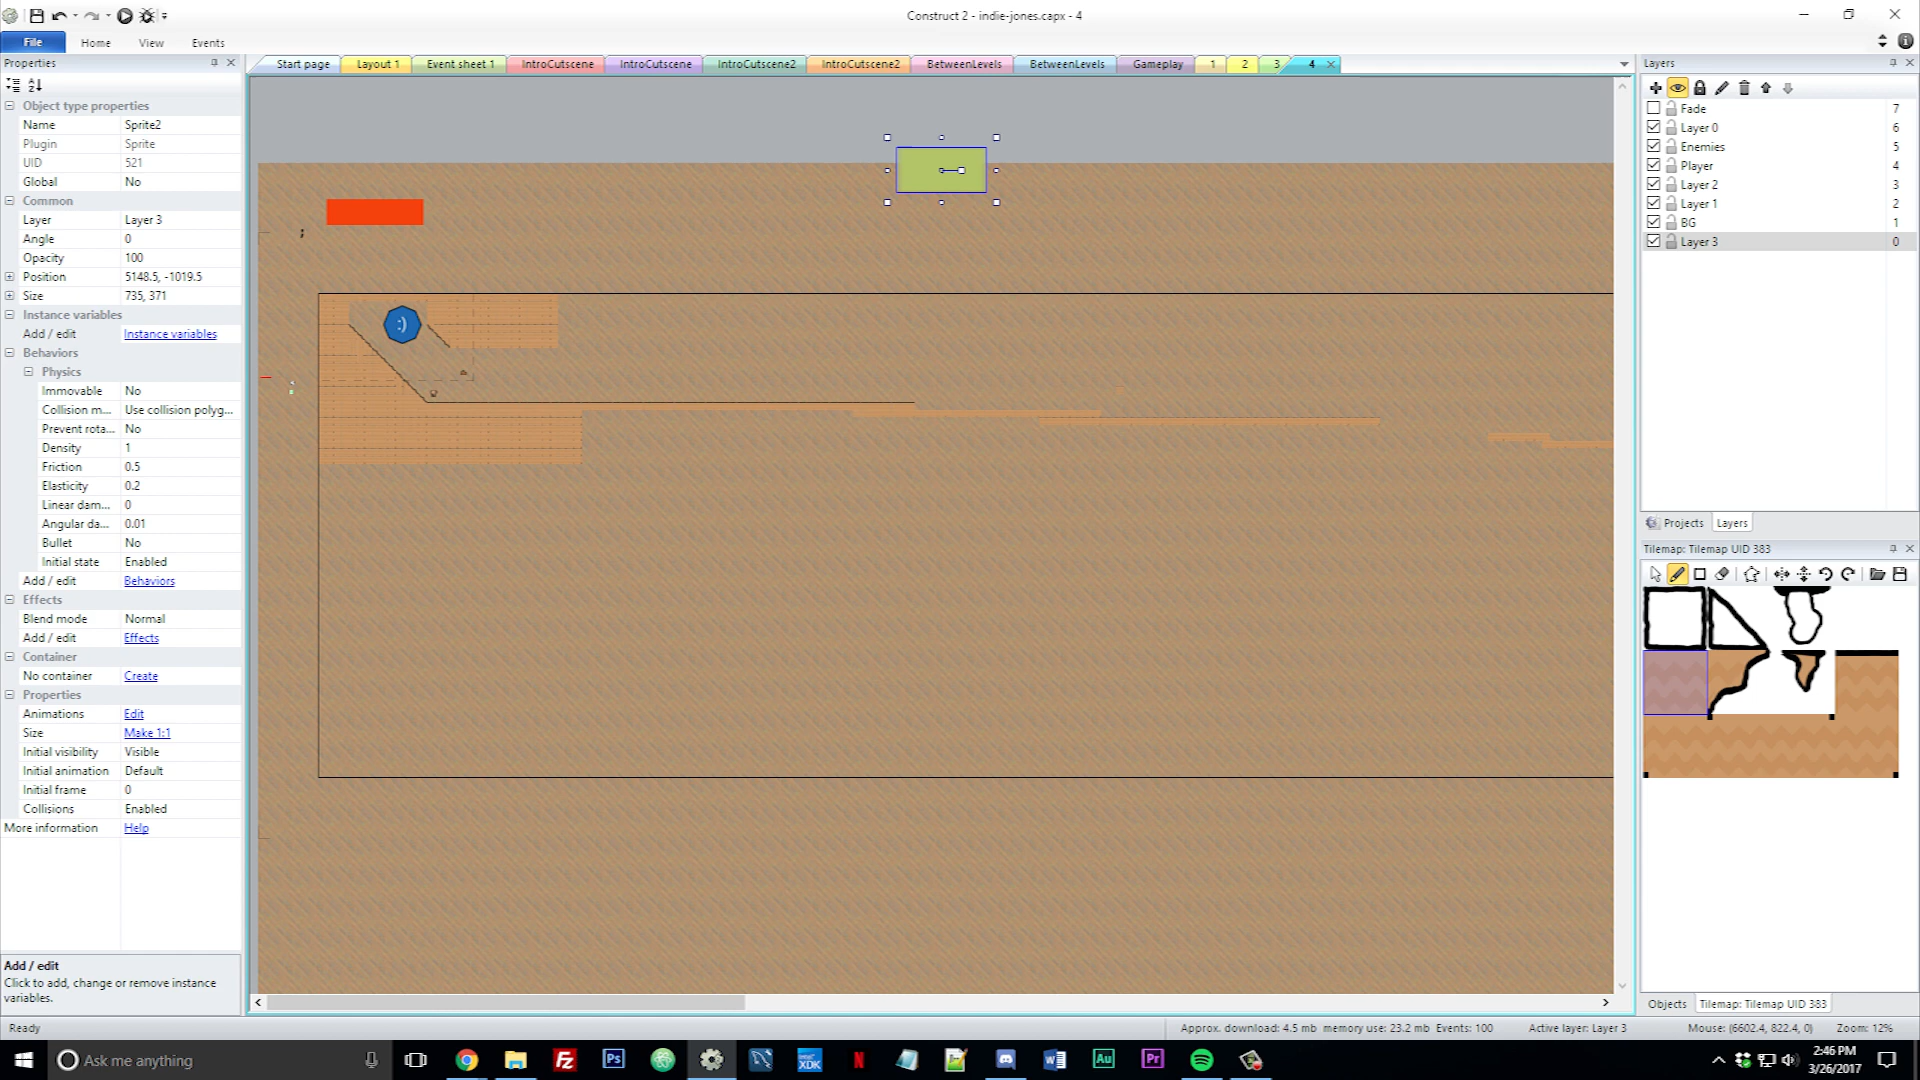 Construct 2 - indie-jones.capx - 4
File Home View Events
Properties
Start page Layout 1 Event sheet 1 IntroCutscene IntroCutscene IntroCutscene2 IntroCutscene2 BetweenLevels BetweenLevels Gameplay 1 2 3 4
Object type properties
Name Sprite2
Plugin Sprite
UID 521
Global No
Common
Layer Layer 3
Angle 0
Opacity 100
Position 5148.5, -1019.5
Size 735, 371
Instance variables
Add / edit Instance variables
Behaviors
Physics
Immovable No
Collision m... Use collision polyg...
Prevent rota... No
Density 1
Friction 0.5
Elasticity 0.2
Linear dam... 0
Angular da... 0.01
Bullet No
Initial state Enabled
Add / edit Behaviors
Effects
Blend mode Normal
Add / edit Effects
Container
No container Create
Properties
Animations Edit
Size Make 1:1
Initial visibility Visible
Initial animation Default
Initial frame 0
Collisions Enabled
More information Help
Add / edit
Click to add, change or remove instance
variables.
:)
Layers
Fade 7
Layer 0 6
Enemies 5
Player 4
Layer 2 3
Layer 1 2
BG 1
Layer 3 0
Projects Layers
Tilemap: Tilemap UID 383
Objects Tilemap: Tilemap UID 383
Ready
Approx. download: 4.5 mb memory use: 23.2 mb Events: 100 Active layer: Layer 3 Mouse: (6602.4, 822.4, 0) Zoom: 12%
Ask me anything
Fz Ps INTEL XDK N W Au Pr
2:46 PM
3/26/2017